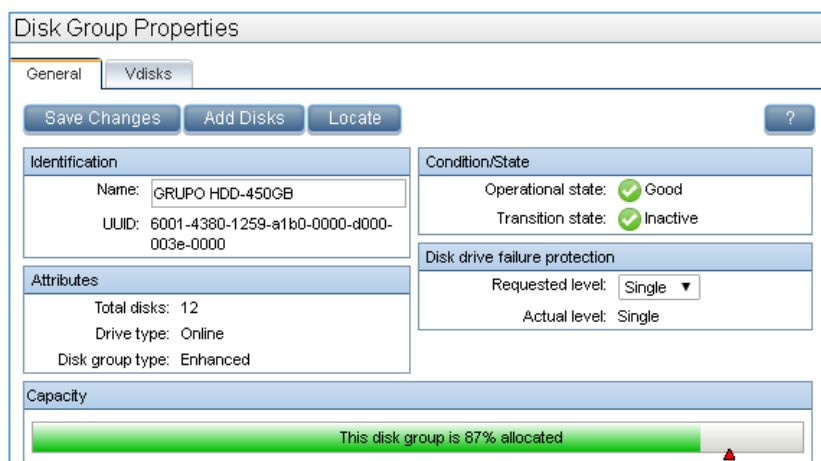 Disk Group Properties
General Vdisks
Save Changes Add Disks Locate ?
Identification
Name: GRUPO HDD-450GB
UUID: 6001-4380-1259-a1b0-0000-d000-
003e-0000
Condition/State
Operational state: Good
Transition state: Inactive
Disk drive failure protection
Requested level: Single
Actual level: Single
Attributes
Total disks: 12
Drive type: Online
Disk group type: Enhanced
Capacity
This disk group is 87% allocated